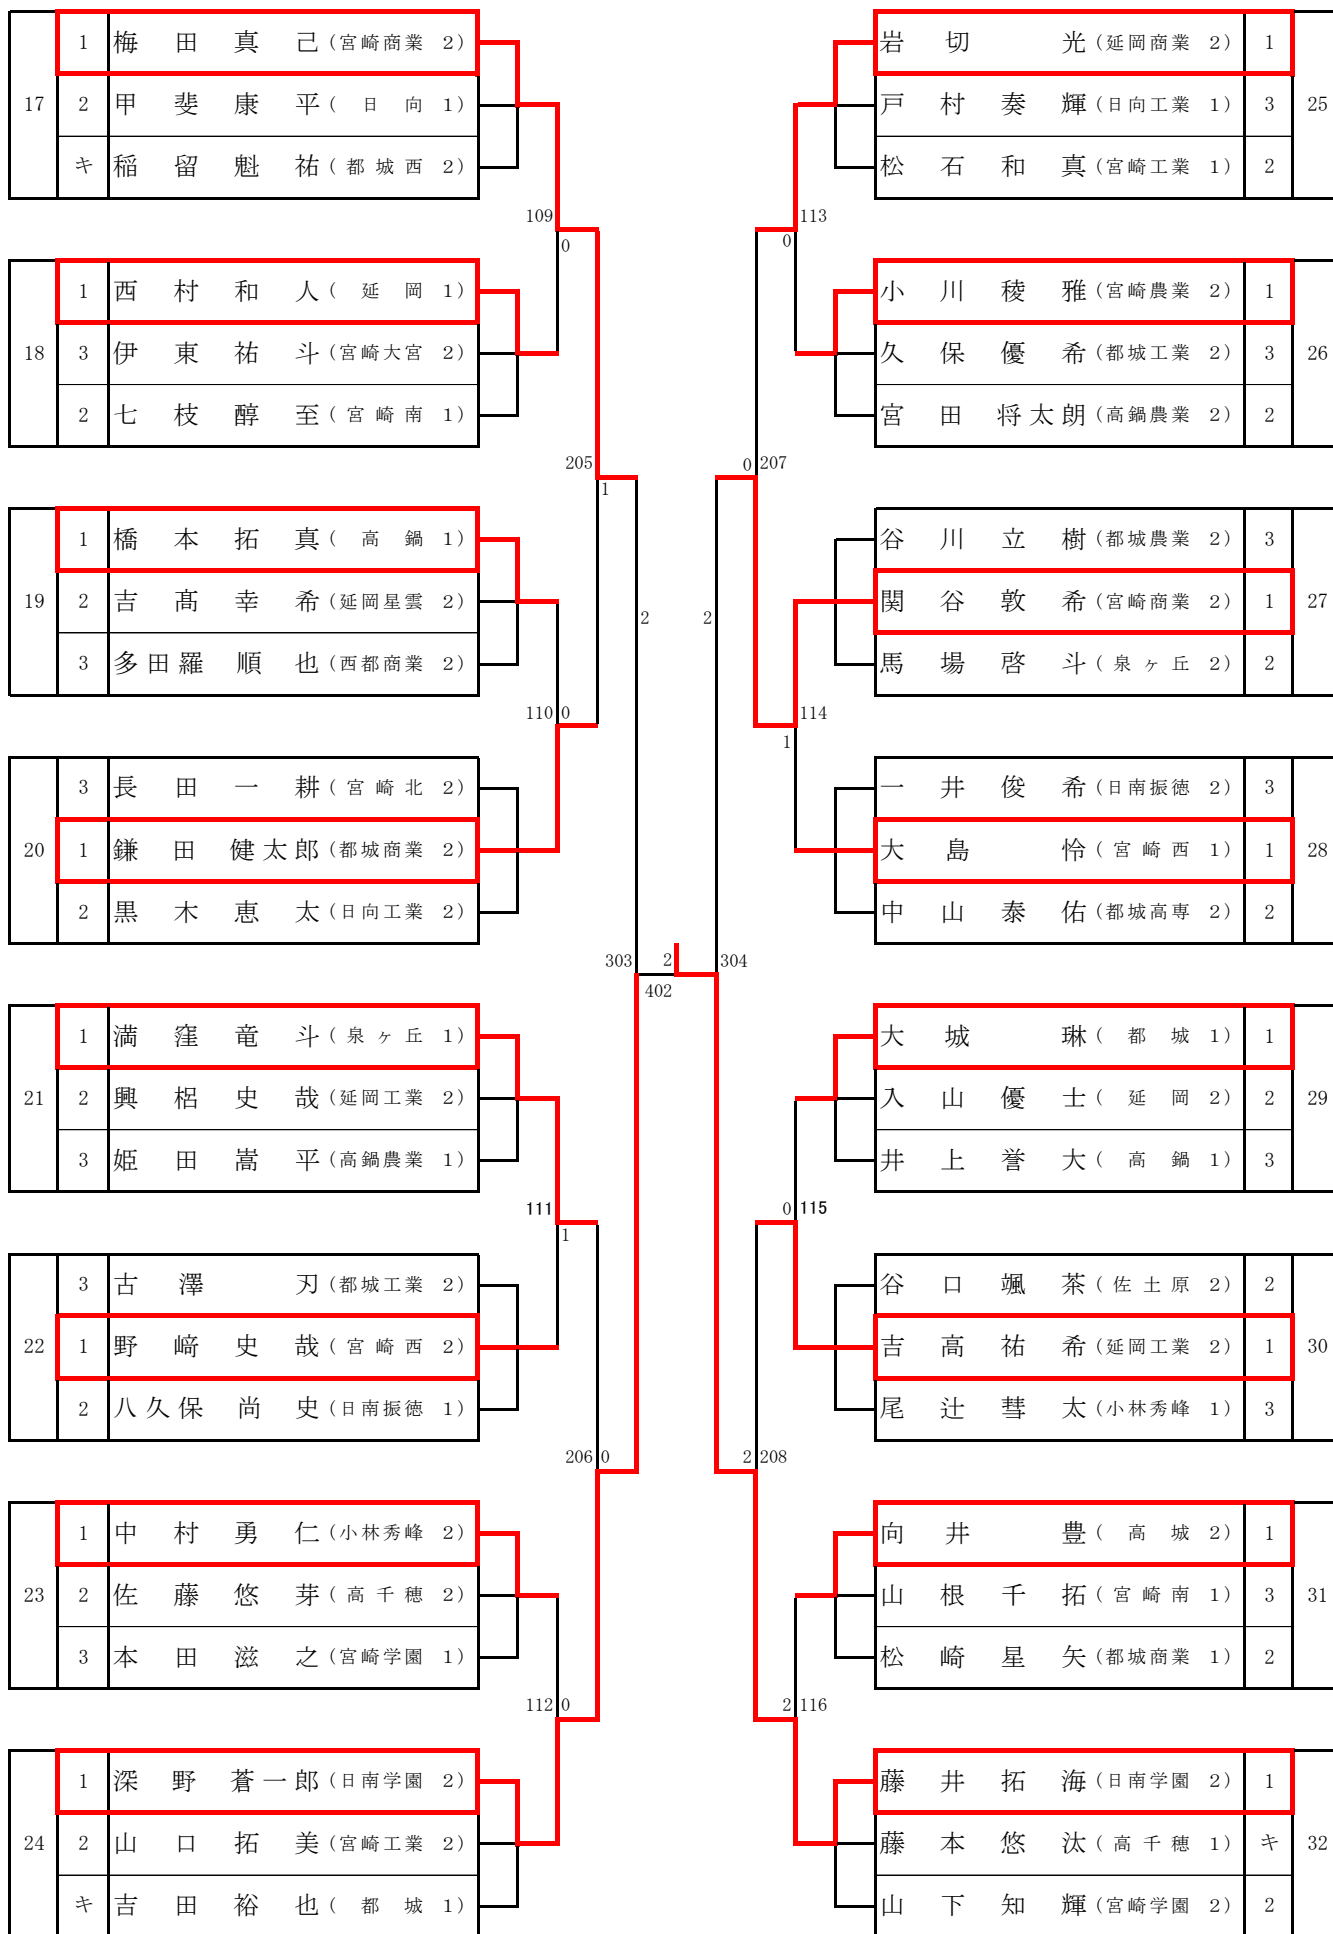 17
1 梅田真己(宮崎商業 2)
2 甲斐康平(日向 1)
キ 稲留魁祐(都城西 2)
109
0
18
1 西村和人(延岡 1)
3 伊東祐斗(宮崎大宮 2)
2 七枝醇至(宮崎南 1)
205
1
19
1 橋本拓真(高鍋 1)
2 吉髙幸希(延岡星雲 2)
3 多田羅順也(西都商業 2)
2
110 0
20
3 長田一耕(宮崎北 2)
1 鎌田健太郎(都城商業 2)
2 黒木恵太(日向工業 2)
303
2
402
21
1 満窪竜斗(泉ヶ丘 1)
2 興梠史哉(延岡工業 2)
3 姫田嵩平(高鍋農業 1)
111
1
22
3 古澤刃(都城工業 2)
1 野﨑史哉(宮崎西 2)
2 八久保尚史(日南振徳 1)
206 0
23
1 中村勇仁(小林秀峰 2)
2 佐藤悠芽(高千穂 2)
3 本田滋之(宮崎学園 1)
112 0
24
1 深野蒼一郎(日南学園 2)
2 山口拓美(宮崎工業 2)
キ 吉田裕也(都城 1)
岩切光(延岡商業 2) 1
戸村奏輝(日向工業 1) 3
25
松石和真(宮崎工業 1) 2
113
0
小川稜雅(宮崎農業 2) 1
久保優希(都城工業 2) 3
26
宮田将太朗(高鍋農業 2) 2
0 207
谷川立樹(都城農業 2) 3
関谷敦希(宮崎商業 2) 1
27
馬場啓斗(泉ヶ丘 2) 2
2
114
1
一井俊希(日南振徳 2) 3
大島怜(宮崎西 1) 1
28
中山泰佑(都城高専 2) 2
304
大城琳(都城 1) 1
入山優士(延岡 2) 2
29
井上誉大(高鍋 1) 3
0 115
谷口颯茶(佐土原 2) 2
吉高祐希(延岡工業 2) 1
30
尾辻彗太(小林秀峰 1) 3
2 208
向井豊(高城 2) 1
山根千拓(宮崎南 1) 3
31
松崎星矢(都城商業 1) 2
2 116
藤井拓海(日南学園 2) 1
藤本悠汰(高千穂 1) キ
32
山下知輝(宮崎学園 2) 2